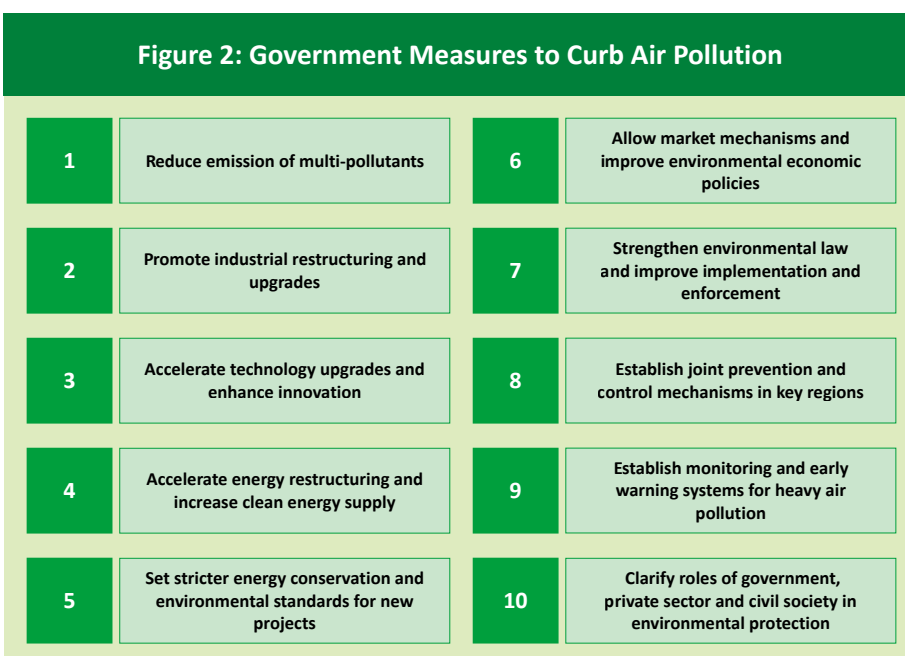 Figure 2: Government Measures to Curb Air Pollution
1
Reduce emission of multi-pollutants
2
Promote industrial restructuring and
upgrades
3
Accelerate technology upgrades and
enhance innovation
4
Accelerate energy restructuring and
increase clean energy supply
5
Set stricter energy conservation and
environmental standards for new
projects
6
Allow market mechanisms and
improve environmental economic
policies
7
Strengthen environmental law
and improve implementation and
enforcement
8
Establish joint prevention and
control mechanisms in key regions
9
Establish monitoring and early
warning systems for heavy air
pollution
10
Clarify roles of government,
private sector and civil society in
environmental protection